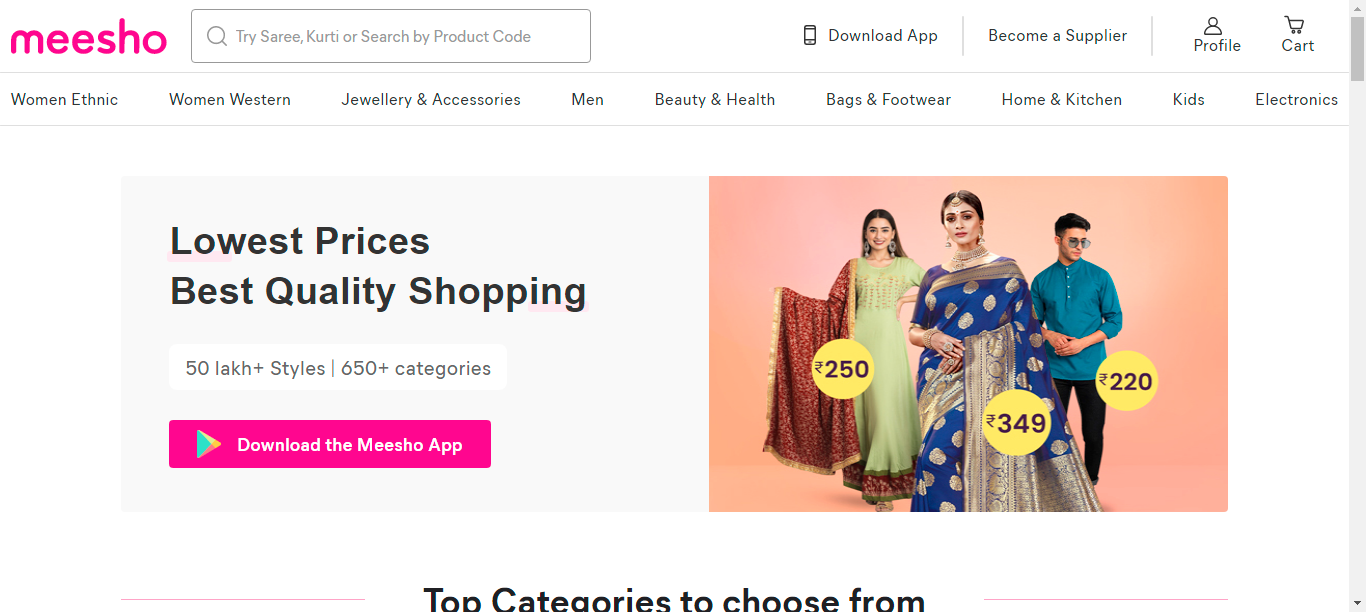 meesho
Try Saree, Kurti or Search by Product Code
Download App
Become a Supplier
Profile
Cart
Women Ethnic
Women Western
Jewellery & Accessories
Men
Beauty & Health
Bags & Footwear
Home & Kitchen
Kids
Electronics
Lowest Prices
Best Quality Shopping
50 lakh+ Styles | 650+ categories
Download the Meesho App
₹250
₹349
₹220
Top Categories to choose from